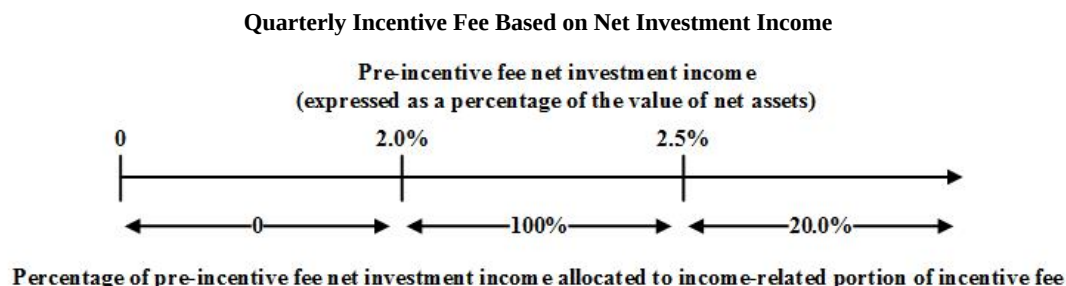 Quarterly Incentive Fee Based on Net Investment Income
Pre-incentive fee net investment income
(expressed as a percentage of the value of net assets)
0 2.0% 2.5%
0 100% 20.0%
Percentage of pre-incentive fee net investment income allocated to income-related portion of incentive fee